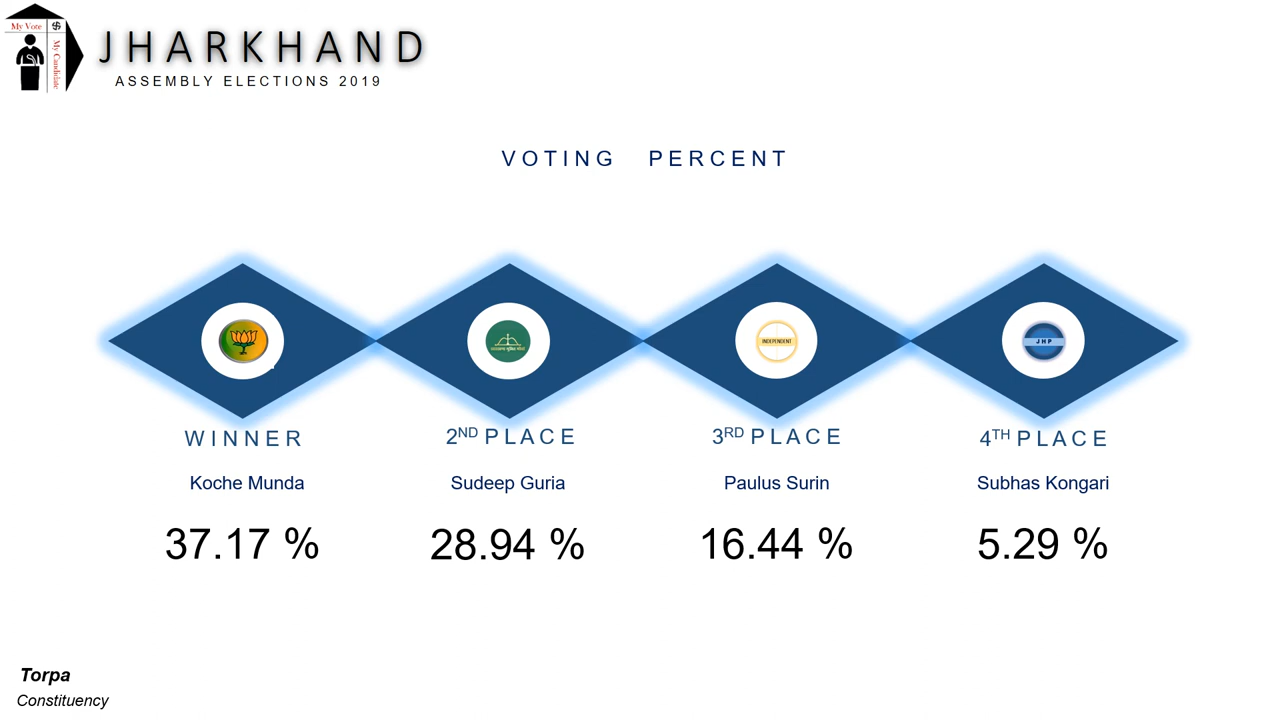 My Vote
My Candidate
JHARKHAND
ASSEMBLY ELECTIONS 2019
VOTING PERCENT
INDEPENDENT
JHP
WINNER
2ND PLACE
3RD PLACE
4TH PLACE
Koche Munda
Sudeep Guria
Paulus Surin
Subhas Kongari
37.17 %
28.94 %
16.44 %
5.29 %
Torpa
Constituency